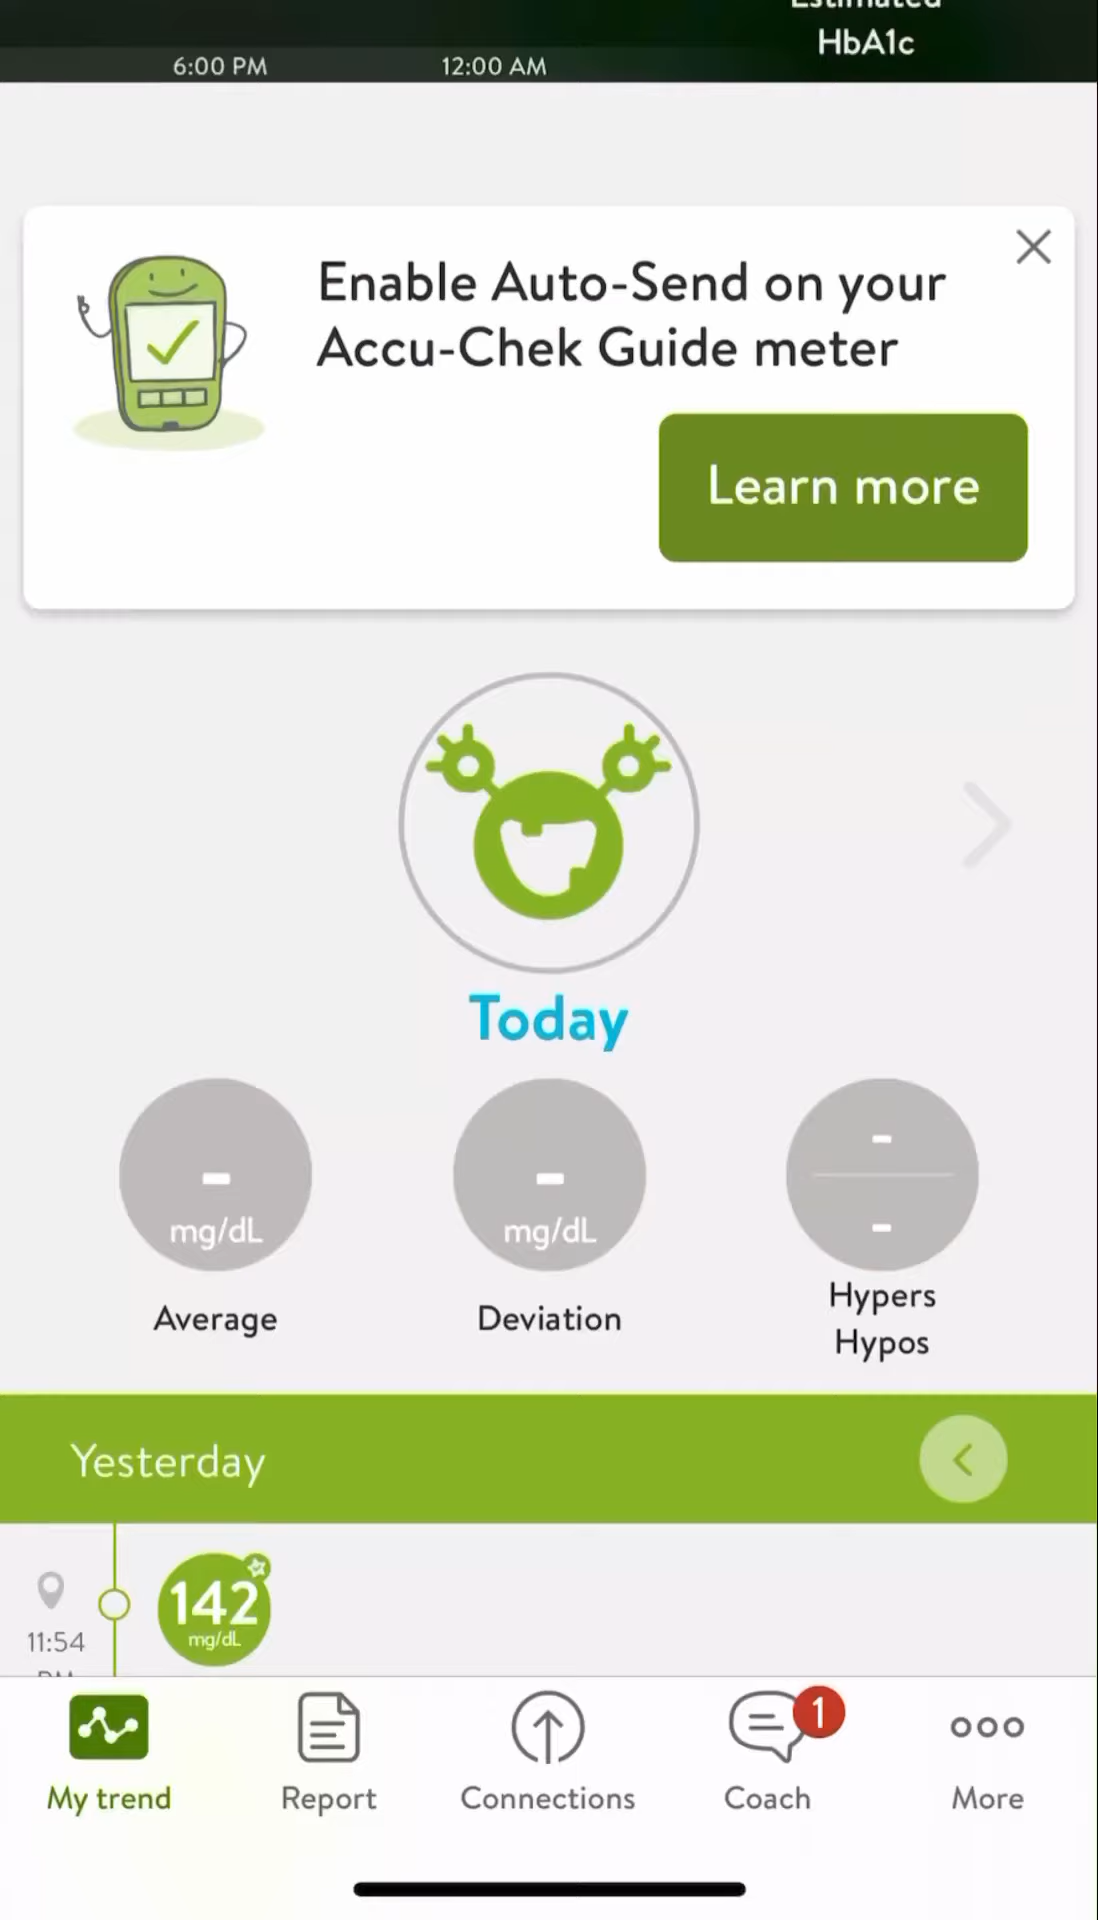 Estimated
HbA1c
6:00 PM 12:00 AM
Enable Auto-Send on your
Accu-Chek Guide meter
Learn more
Today
-
mg/dL
-
mg/dL
-
-
Average
Deviation
Hypers
Hypos
Yesterday
142
mg/dL
11:54
PM
1
My trend
Report
Connections
Coach
More